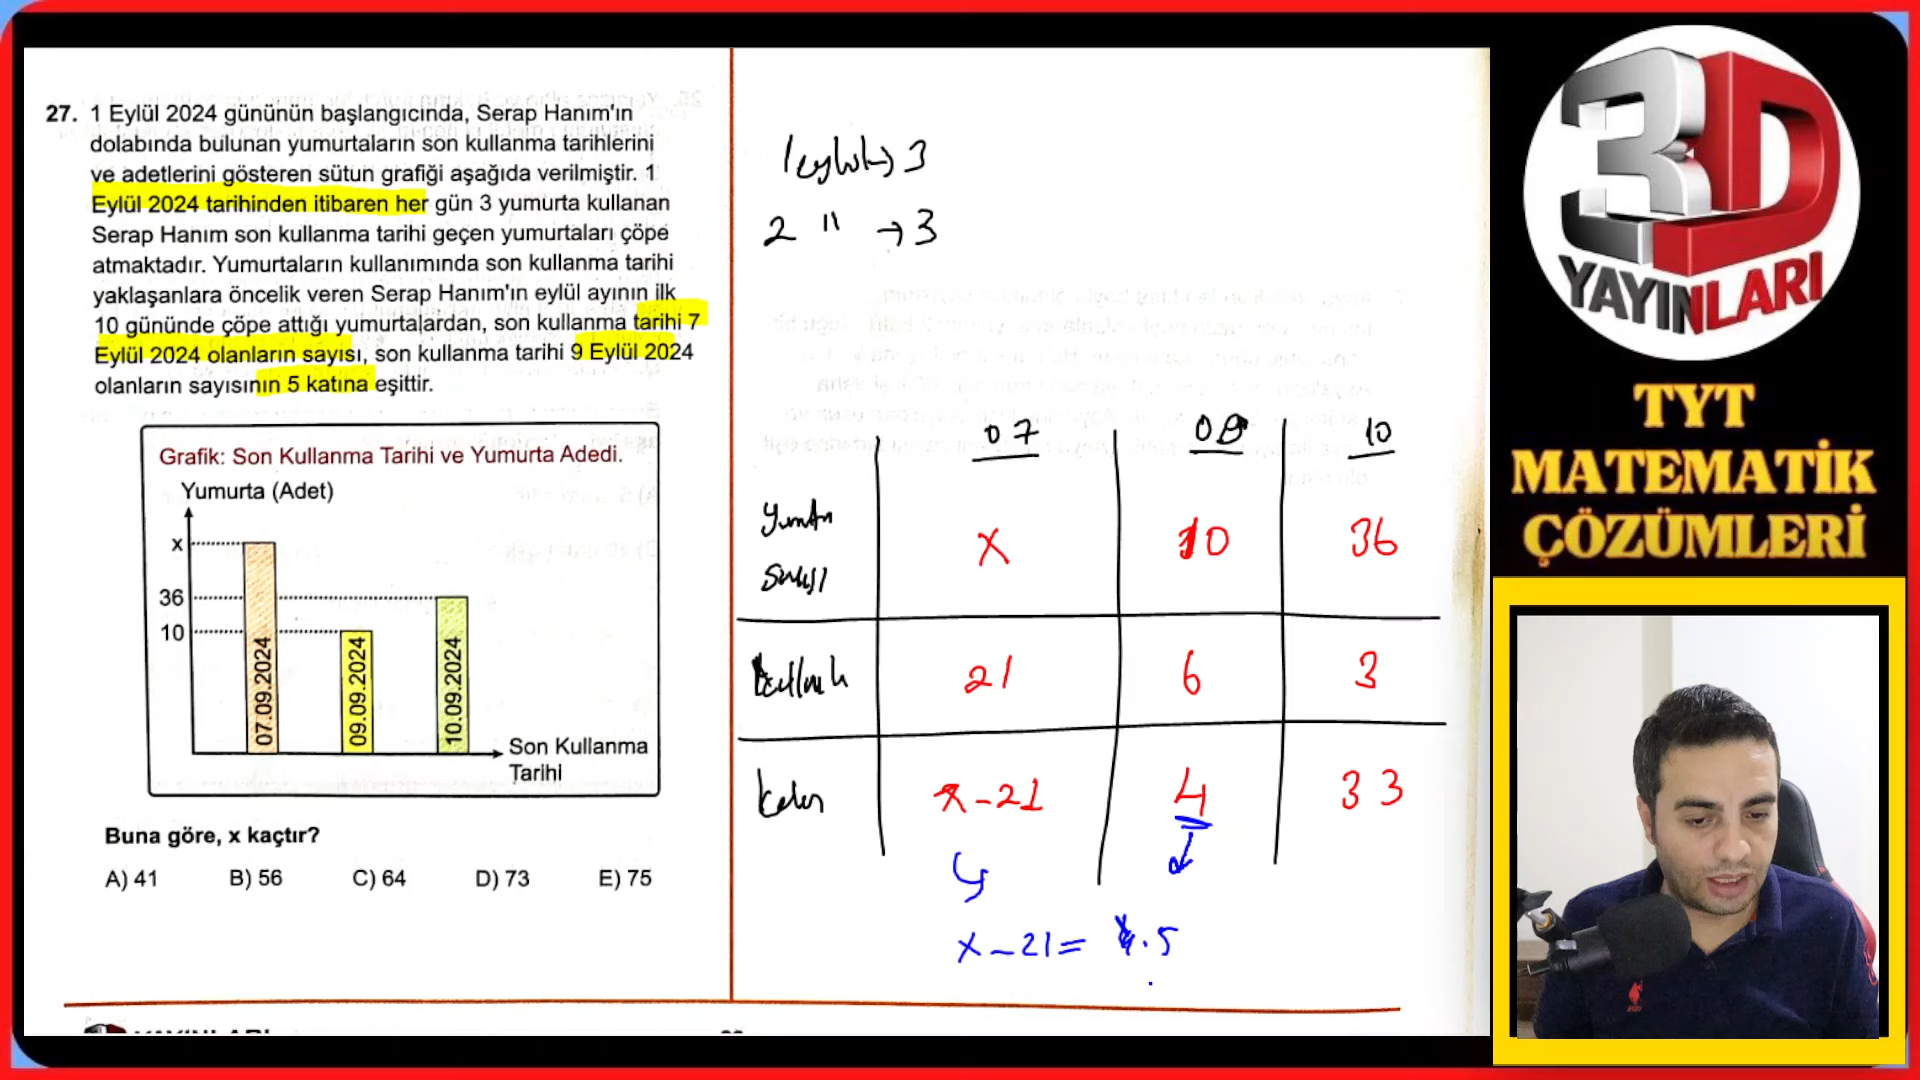 27. 1 Eylül 2024 gününün başlangıcında, Serap Hanım'ın
dolabında bulunan yumurtaların son kullanma tarihlerini
ve adetlerini gösteren sütun grafiği aşağıda verilmiştir. 1
Eylül 2024 tarihinden itibaren her gün 3 yumurta kullanan
Serap Hanım son kullanma tarihi geçen yumurtaları çöpe
atmaktadır. Yumurtaların kullanımında son kullanma tarihi
yaklaşanlara öncelik veren Serap Hanım'ın eylül ayının ilk
10 gününde çöpe attığı yumurtalardan, son kullanma tarihi 7
Eylül 2024 olanların sayısı, son kullanma tarihi 9 Eylül 2024
olanların sayısının 5 katına eşittir.
Grafik: Son Kullanma Tarihi ve Yumurta Adedi.
Yumurta (Adet)
x
36
10
07.09.2024
09.09.2024
10.09.2024
Son Kullanma
Tarihi
Buna göre, x kaçtır?
A) 41 B) 56 C) 64 D) 73 E) 75
1 eylül → 3
2 " → 3
07 09 10
x 10 36
21 6 3
x-21 4 33
x-21= 4.5
3D
YAYINLARI
TYT
MATEMATİK
ÇÖZÜMLERİ